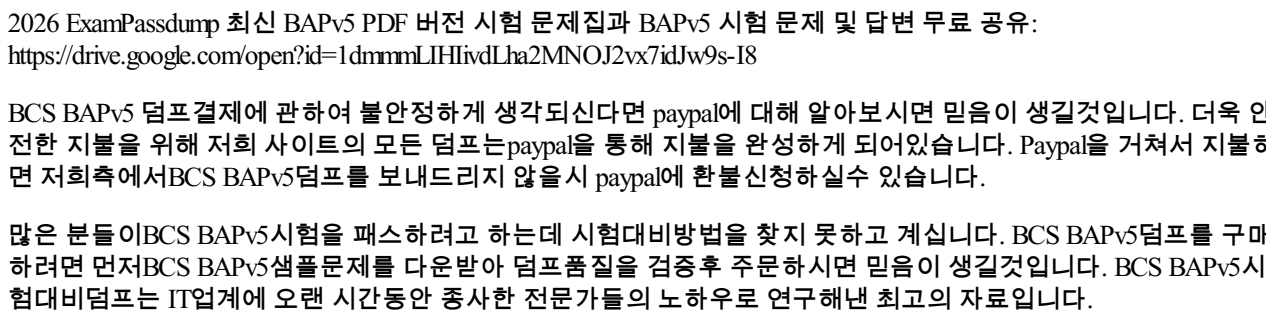 2026 ExamPassdump 최신 BAPv5 PDF 버전 시험 문제집과 BAPv5 시험 문제 및 답변 무료 공유:
https://drive.google.com/open?id=1dmmmLIHIivdLha2MNOJ2vx7idJw9s-I8
BCS BAPv5 덤프결제에 관하여 불안정하게 생각되신다면 paypal에 대해 알아보시면 믿음이 생길것입니다. 더욱 안
전한 지불을 위해 저희 사이트의 모든 덤프는paypal을 통해 지불을 완성하게 되어있습니다. Paypal을 거쳐서 지불하
면 저희측에서BCS BAPv5덤프를 보내드리지 않을시 paypal에 환불신청하실수 있습니다.
많은 분들이BCS BAPv5시험을 패스하려고 하는데 시험대비방법을 찾지 못하고 계십니다. BCS BAPv5덤프를 구매
하려면 먼저BCS BAPv5샘플문제를 다운받아 덤프품질을 검증후 주문하시면 믿음이 생길것입니다. BCS BAPv5시
험대비덤프는 IT업계에 오랜 시간동안 종사한 전문가들의 노하우로 연구해낸 최고의 자료입니다.